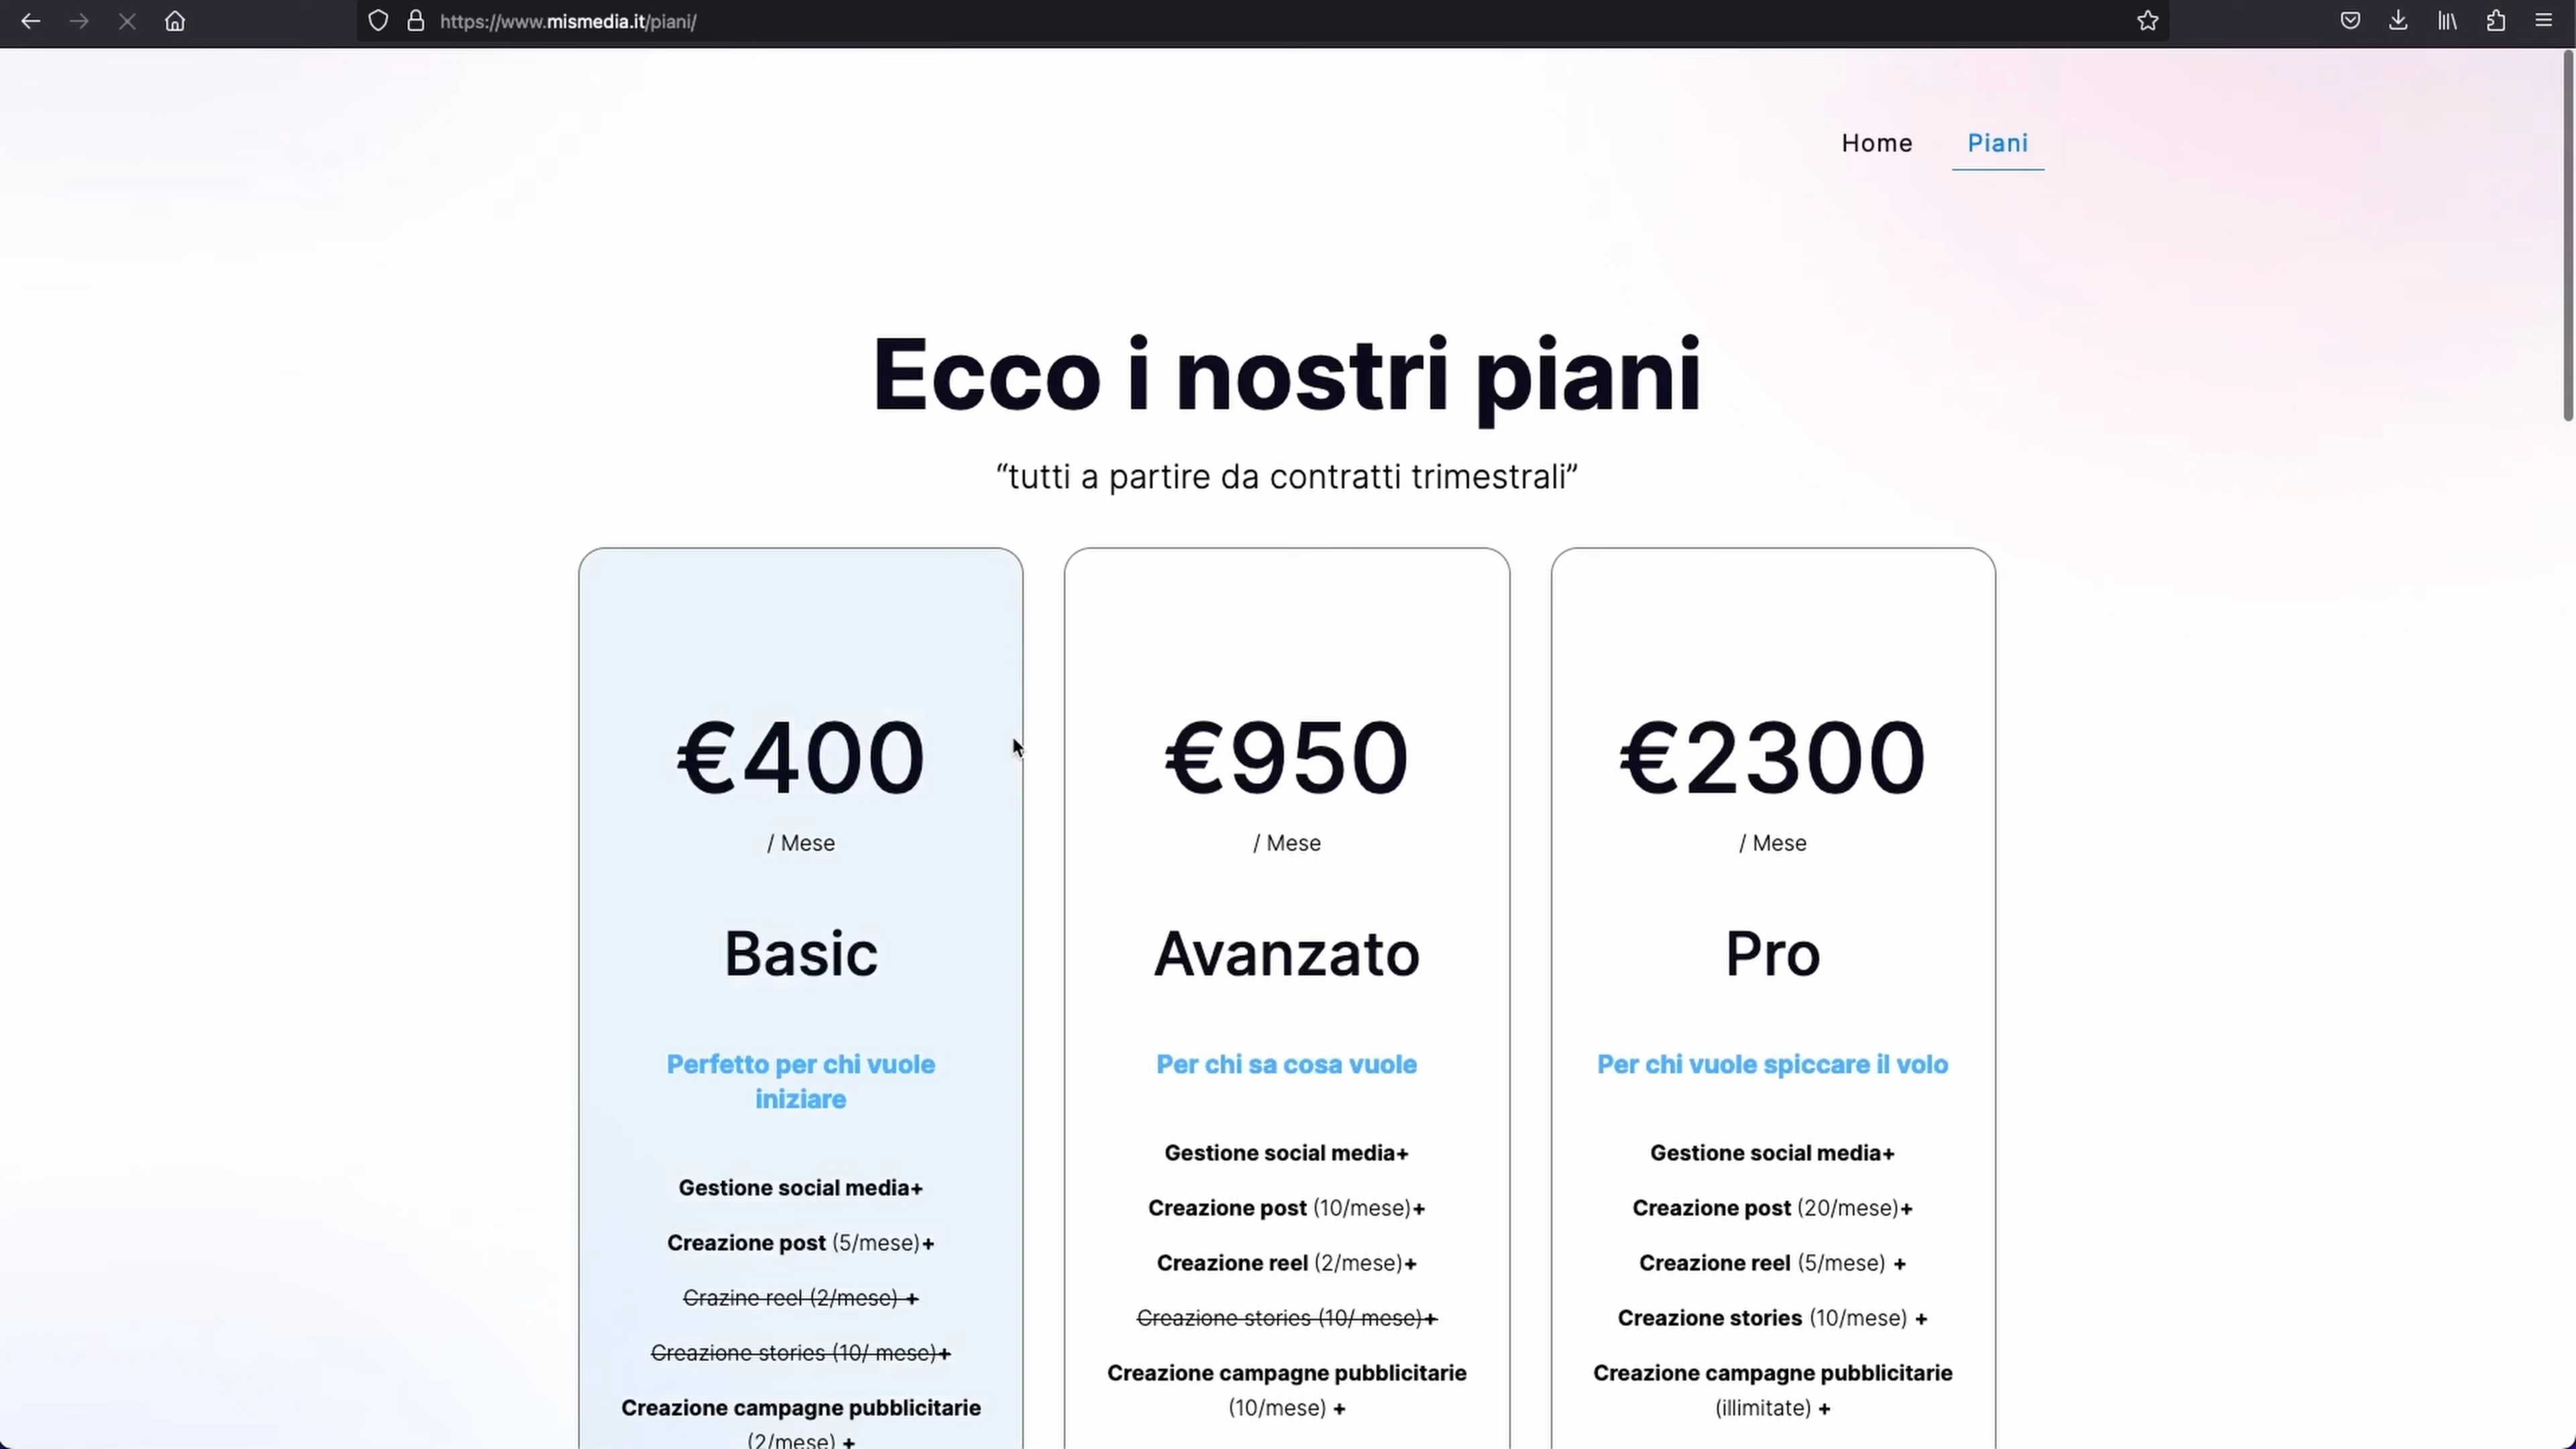 https://www.mismedia.it/piani/
Home
Piani
Ecco i nostri piani
“tutti a partire da contratti trimestrali”
€400
/ Mese
Basic
Perfetto per chi vuole
iniziare
Gestione social media+
Creazione post (5/mese)+
Crazine reel (2/mese) +
Creazione stories (10/ mese)+
Creazione campagne pubblicitarie
(2/mese) +
€950
/ Mese
Avanzato
Per chi sa cosa vuole
Gestione social media+
Creazione post (10/mese)+
Creazione reel (2/mese)+
Creazione stories (10/ mese)+
Creazione campagne pubblicitarie
(10/mese) +
€2300
/ Mese
Pro
Per chi vuole spiccare il volo
Gestione social media+
Creazione post (20/mese)+
Creazione reel (5/mese) +
Creazione stories (10/mese) +
Creazione campagne pubblicitarie
(illimitate) +